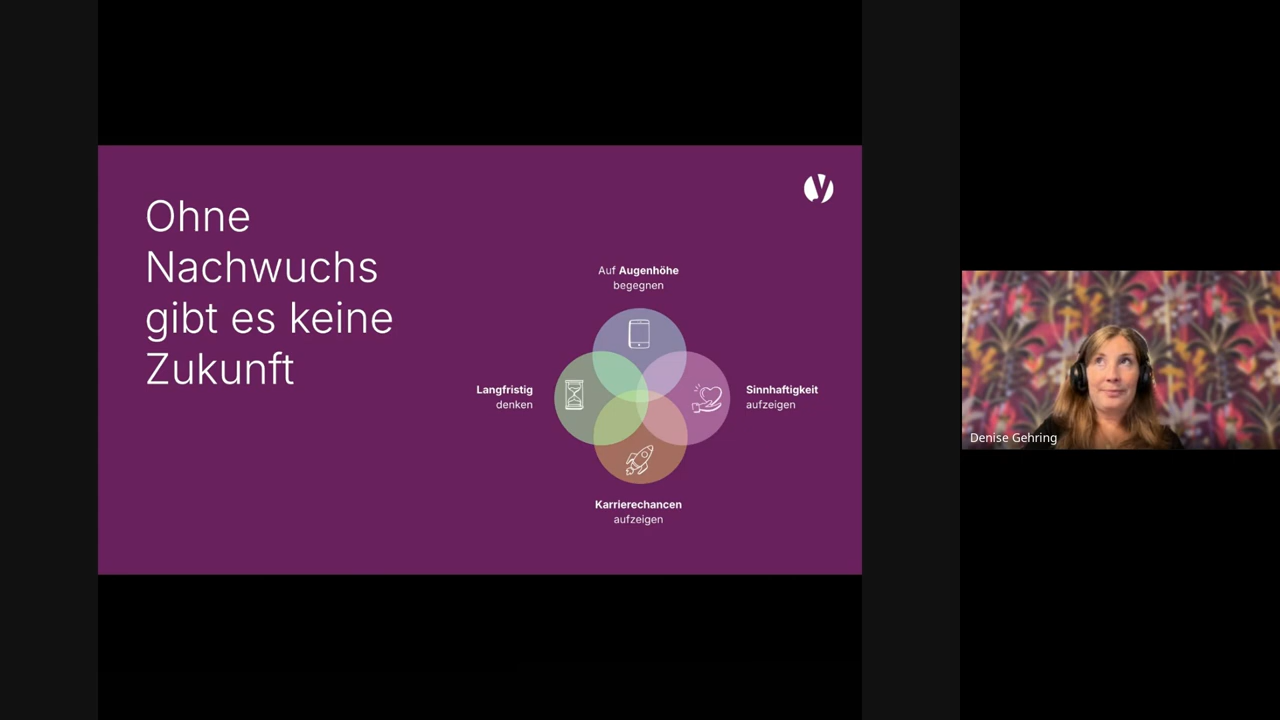 Ohne
Nachwuchs
gibt es keine
Zukunft
Auf Augenhöhe
begegnen
Langfristig
denken
Sinnhaftigkeit
aufzeigen
Karrierechancen
aufzeigen
Denise Gehring